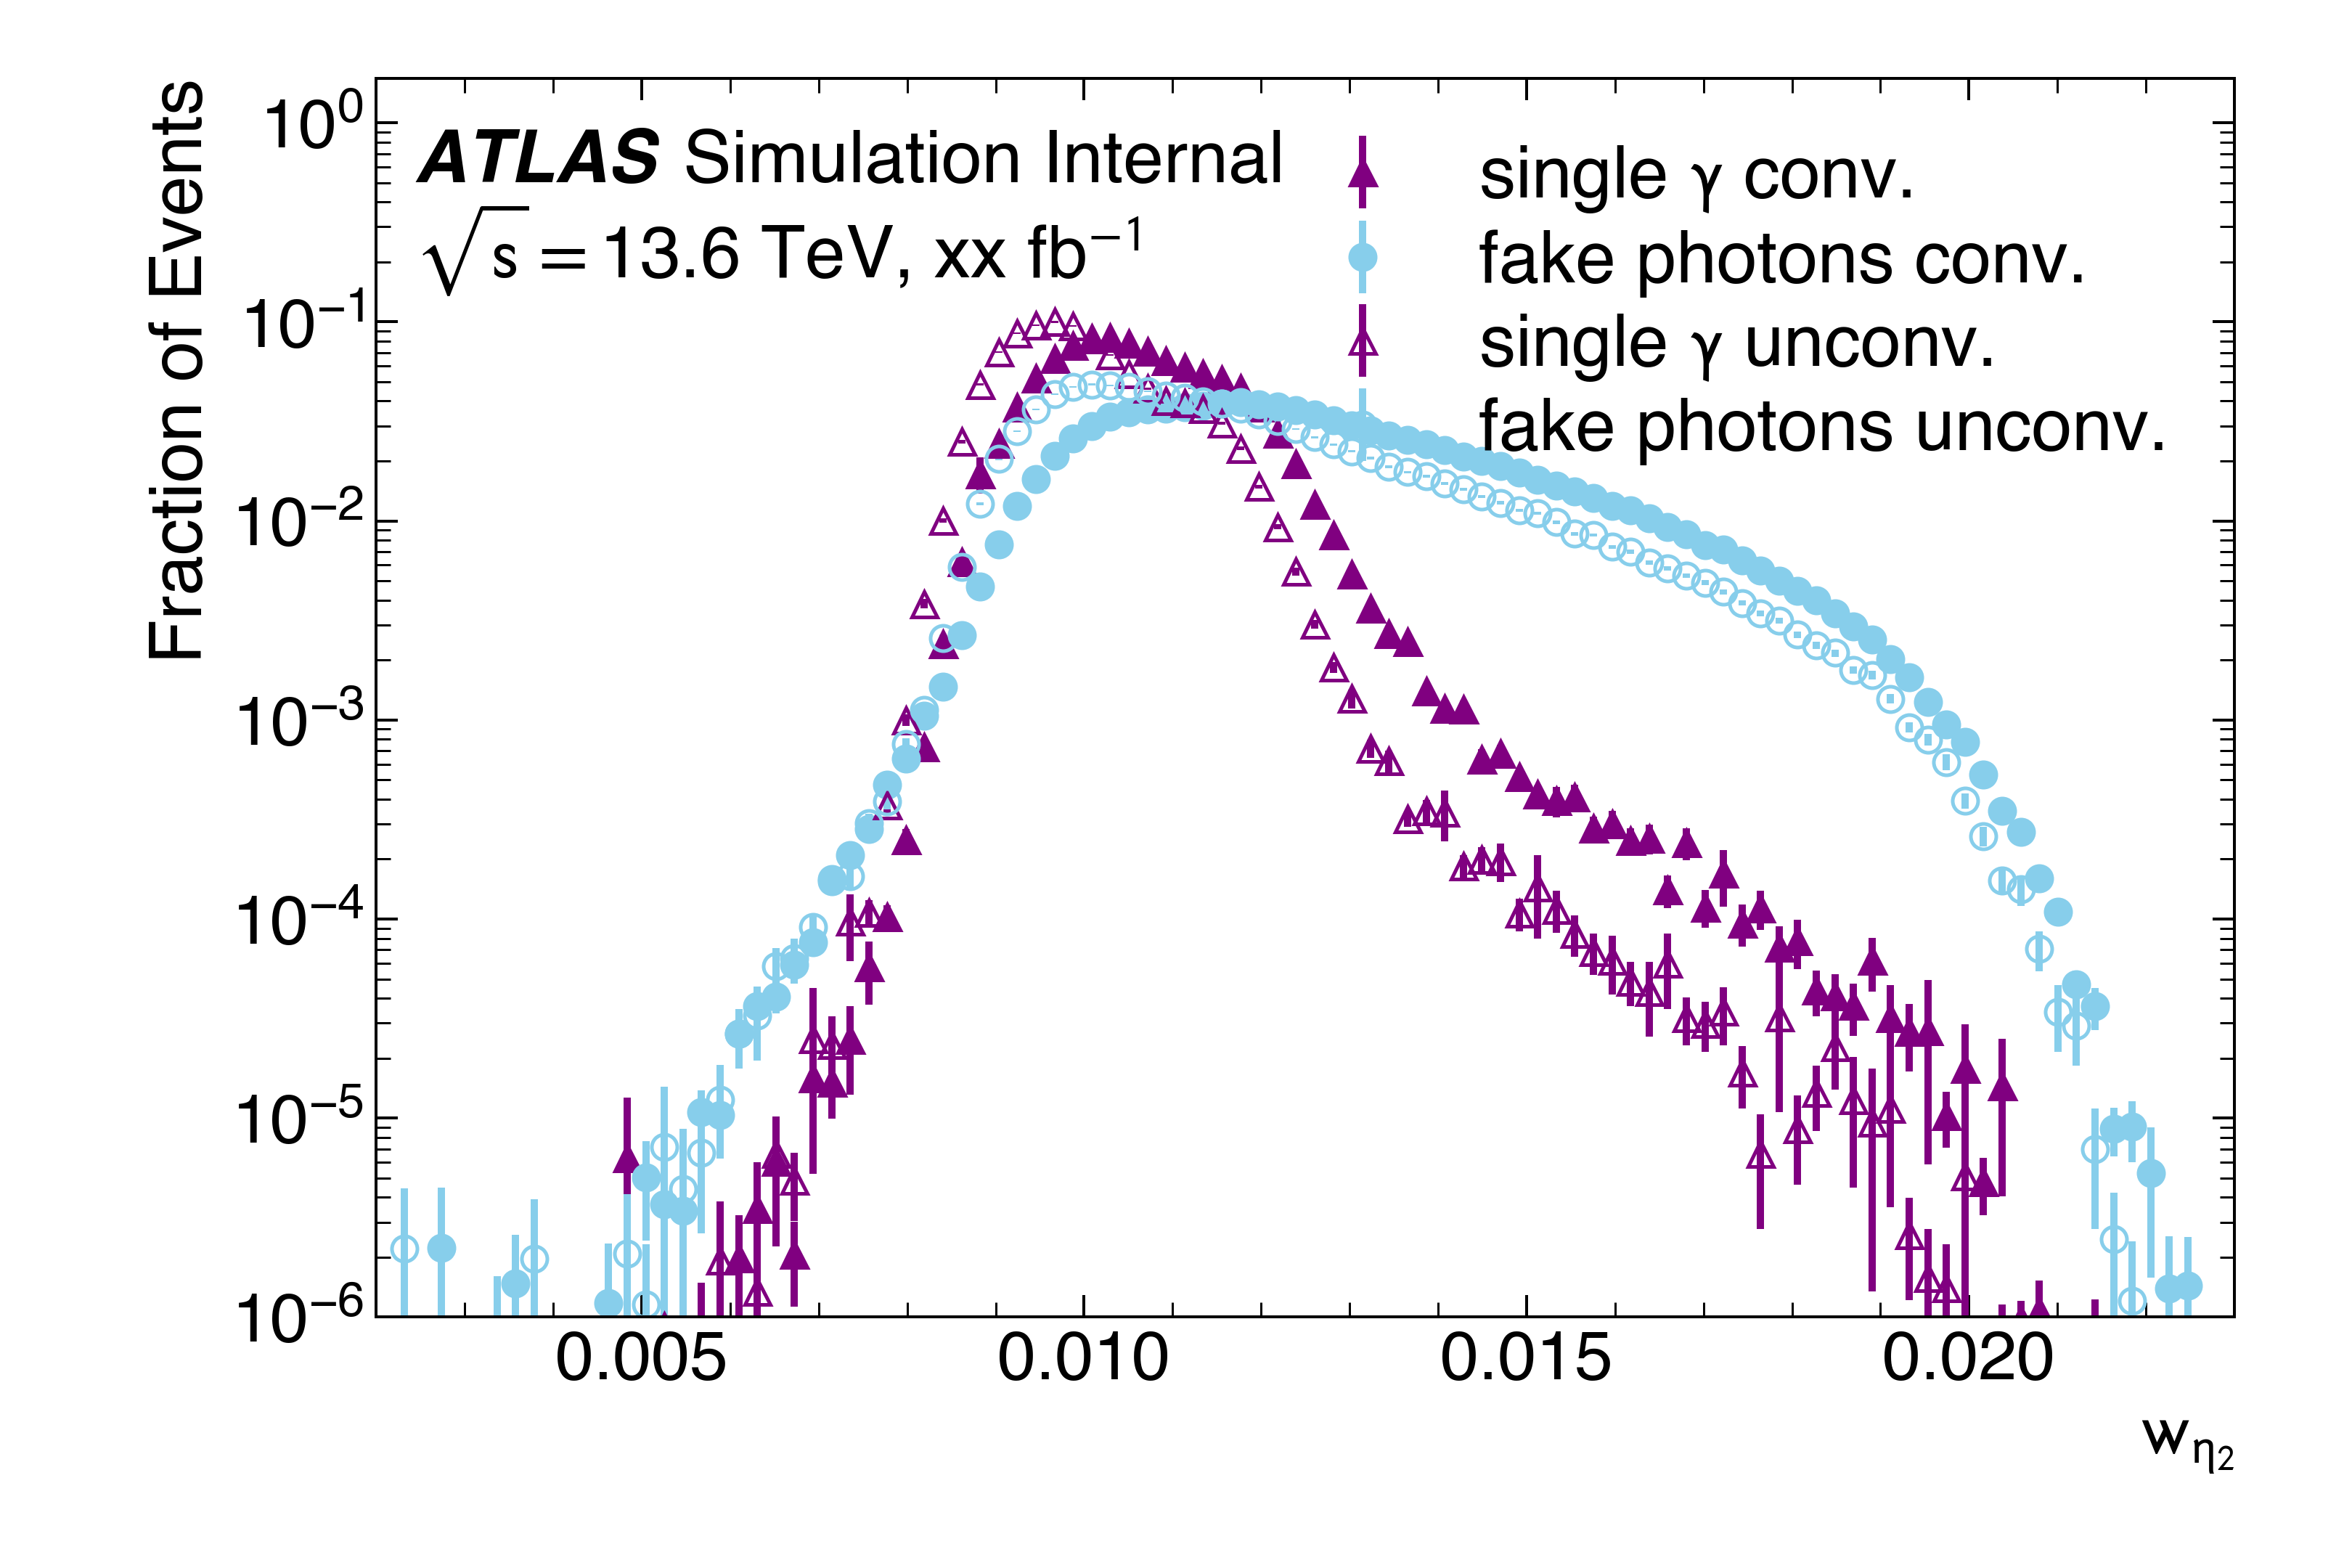 Fraction of Events
10⁰
10⁻¹
10⁻²
10⁻³
10⁻⁴
10⁻⁵
10⁻⁶
ATLAS Simulation Internal
√s = 13.6 TeV, xx fb⁻¹
single γ conv.
fake photons conv.
single γ unconv.
fake photons unconv.
0.005 0.010 0.015 0.020
w_η₂